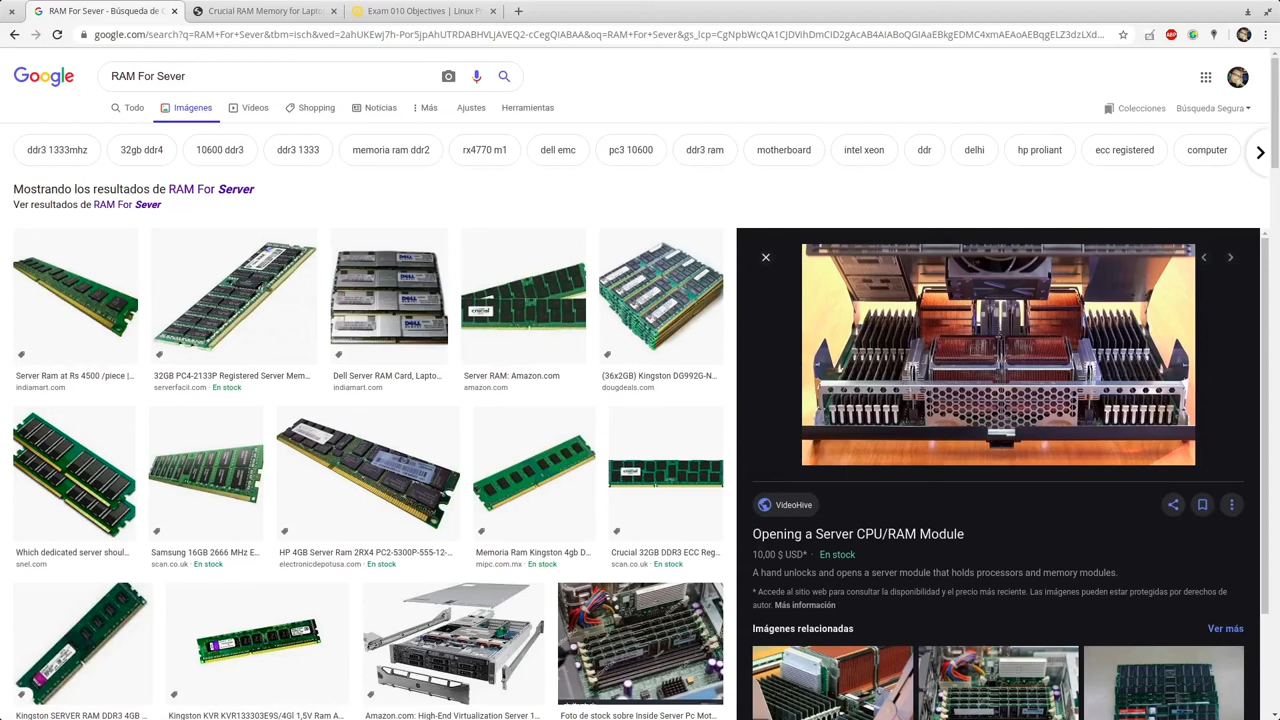 RAM For Server - Búsqueda de C
Crucial RAM Memory for Lapto
Exam 010 Objectives | Linux P
google.com/search?q=RAM+For+Sever&tbm=isch&ved=2ahUKEwj7h-Por5jpAhUTRDABHVLjAVEQ2-cCegQIABAA&oq=RAM+For+Sever&gs_lcp=CgNpbWcQA1CJDVihDmCID2gAcAB4AIABoQGIAaEBkgEDMC4xmAEAoAEBqgELZ3dzLXd...
Google
RAM For Sever
Todo
Imágenes
Vídeos
Shopping
Noticias
Más
Ajustes
Herramientas
Colecciones
Búsqueda Segura
ddr3 1333mhz
32gb ddr4
10600 ddr3
ddr3 1333
memoria ram ddr2
rx4770 m1
dell emc
pc3 10600
ddr3 ram
motherboard
intel xeon
ddr
delhi
hp proliant
ecc registered
computer
Mostrando los resultados de RAM For Server
Ver resultados de RAM For Sever
Server Ram at Rs 4500 /piece |...
indiamart.com
32GB PC4-2133P Registered Server Mem...
serverfacil.com · En stock
Dell Server RAM Card, Lapto...
indiamart.com
Server RAM: Amazon.com
amazon.com
(36x2GB) Kingston DG992G-N...
dougdeals.com
Which dedicated server shoul...
snel.com
Samsung 16GB 2666 MHz E...
scan.co.uk · En stock
HP 4GB Server Ram 2RX4 PC2-5300P-555-12-...
electronicdepotusa.com · En stock
Memoria Ram Kingston 4gb D...
mipc.com.mx · En stock
Crucial 32GB DDR3 ECC Reg...
scan.co.uk · En stock
Kingston SERVER RAM DDR3 4GB ...
Kingston KVR KVR133303E9S/4GI 1,5V Ram A...
Amazon.com: High-End Virtualization Server 1...
Foto de stock sobre Inside Server Pc Mot...
VideoHive
Opening a Server CPU/RAM Module
10,00 $ USD* · En stock
A hand unlocks and opens a server module that holds processors and memory modules.
* Accede al sitio web para consultar la disponibilidad y el precio más reciente. Las imágenes pueden estar protegidas por derechos de
autor. Más información
Imágenes relacionadas
Ver más